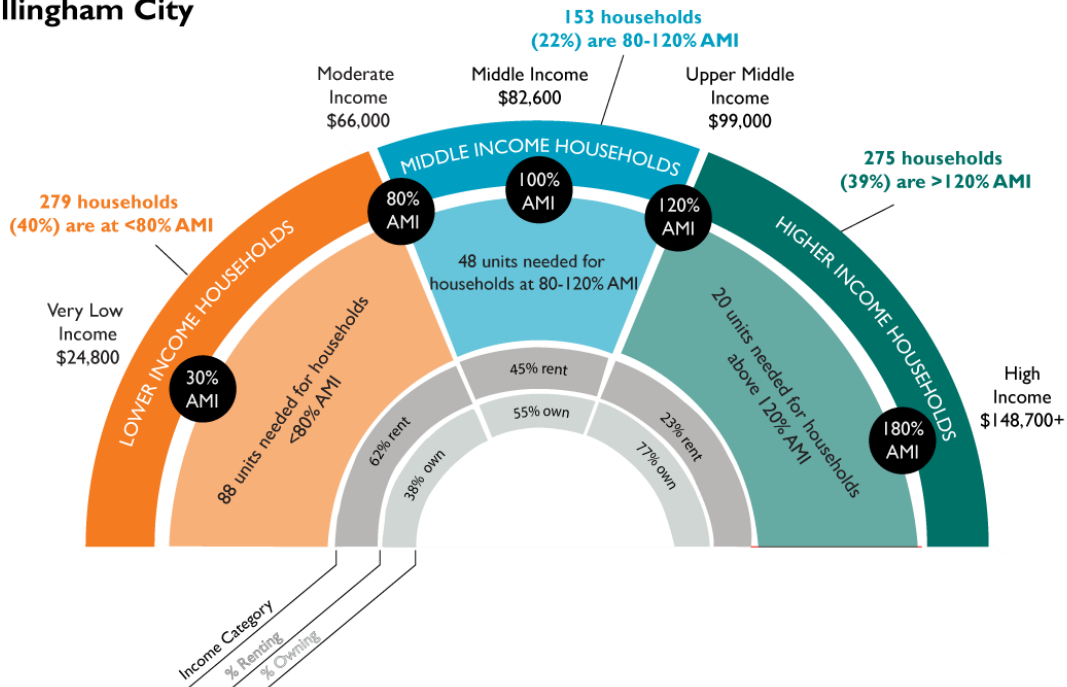 llingham City
153 households
(22%) are 80-120% AMI
Moderate
Income
$66,000
Middle Income
$82,600
Upper Middle
Income
$99,000
279 households
(40%) are at <80% AMI
275 households
(39%) are >120% AMI
Very Low
Income
$24,800
High
Income
$148,700+
LOWER INCOME HOUSEHOLDS
MIDDLE INCOME HOUSEHOLDS
HIGHER INCOME HOUSEHOLDS
30%
AMI
80%
AMI
100%
AMI
120%
AMI
180%
AMI
88 units needed for households
<80% AMI
48 units needed for
households at 80-120% AMI
20 units needed for households
above 120% AMI
62% rent
45% rent
23% rent
38% own
55% own
77% own
Income Category
% Renting
% Owning